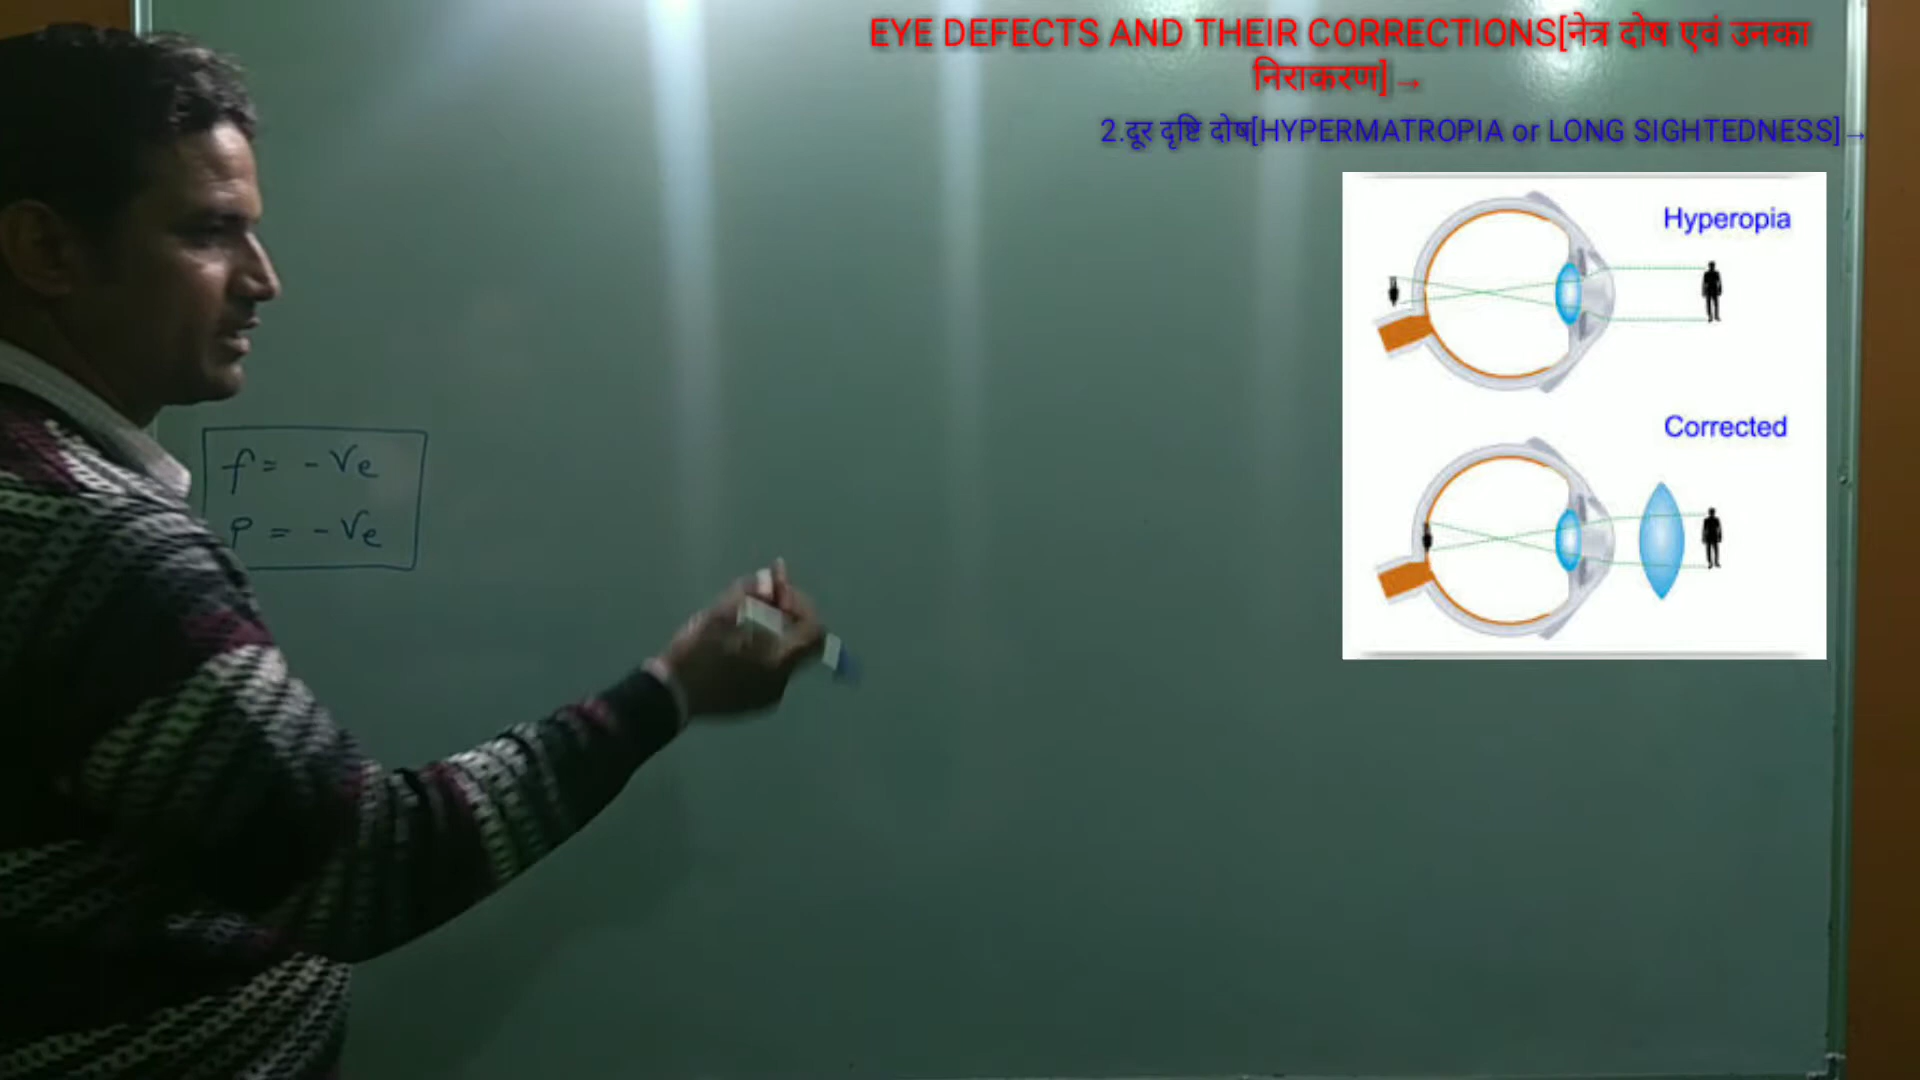 EYE DEFECTS AND THEIR CORRECTIONS[नेत्र दोष एवं उनका
निराकरण]→
2.दूर दृष्टि दोष[HYPERMATROPIA or LONG SIGHTEDNESS]→
Hyperopia
Corrected
f = -Ve
P = -Ve